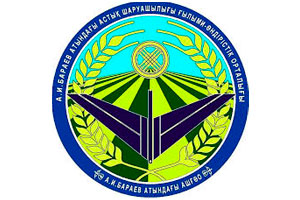 А.И.БАРАЕВ АТЫНДАҒЫ АСТЫҚ ШАРУАШЫЛЫҒЫ ҒЫЛЫМИ-ӨНДІРІСТІК ОРТАЛЫҒЫ
А.И.БАРАЕВ АТЫНДАҒЫ АШҒӨО